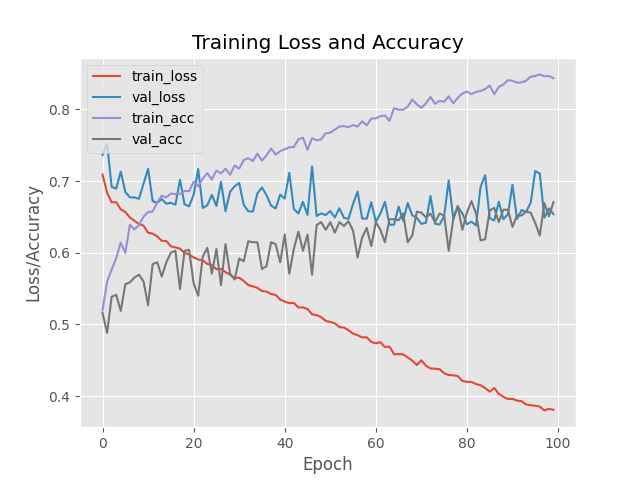 Training Loss and Accuracy
train_loss
val_loss
train_acc
val_acc
Loss/Accuracy
0.8
0.7
0.6
0.5
0.4
0 20 40 60 80 100
Epoch